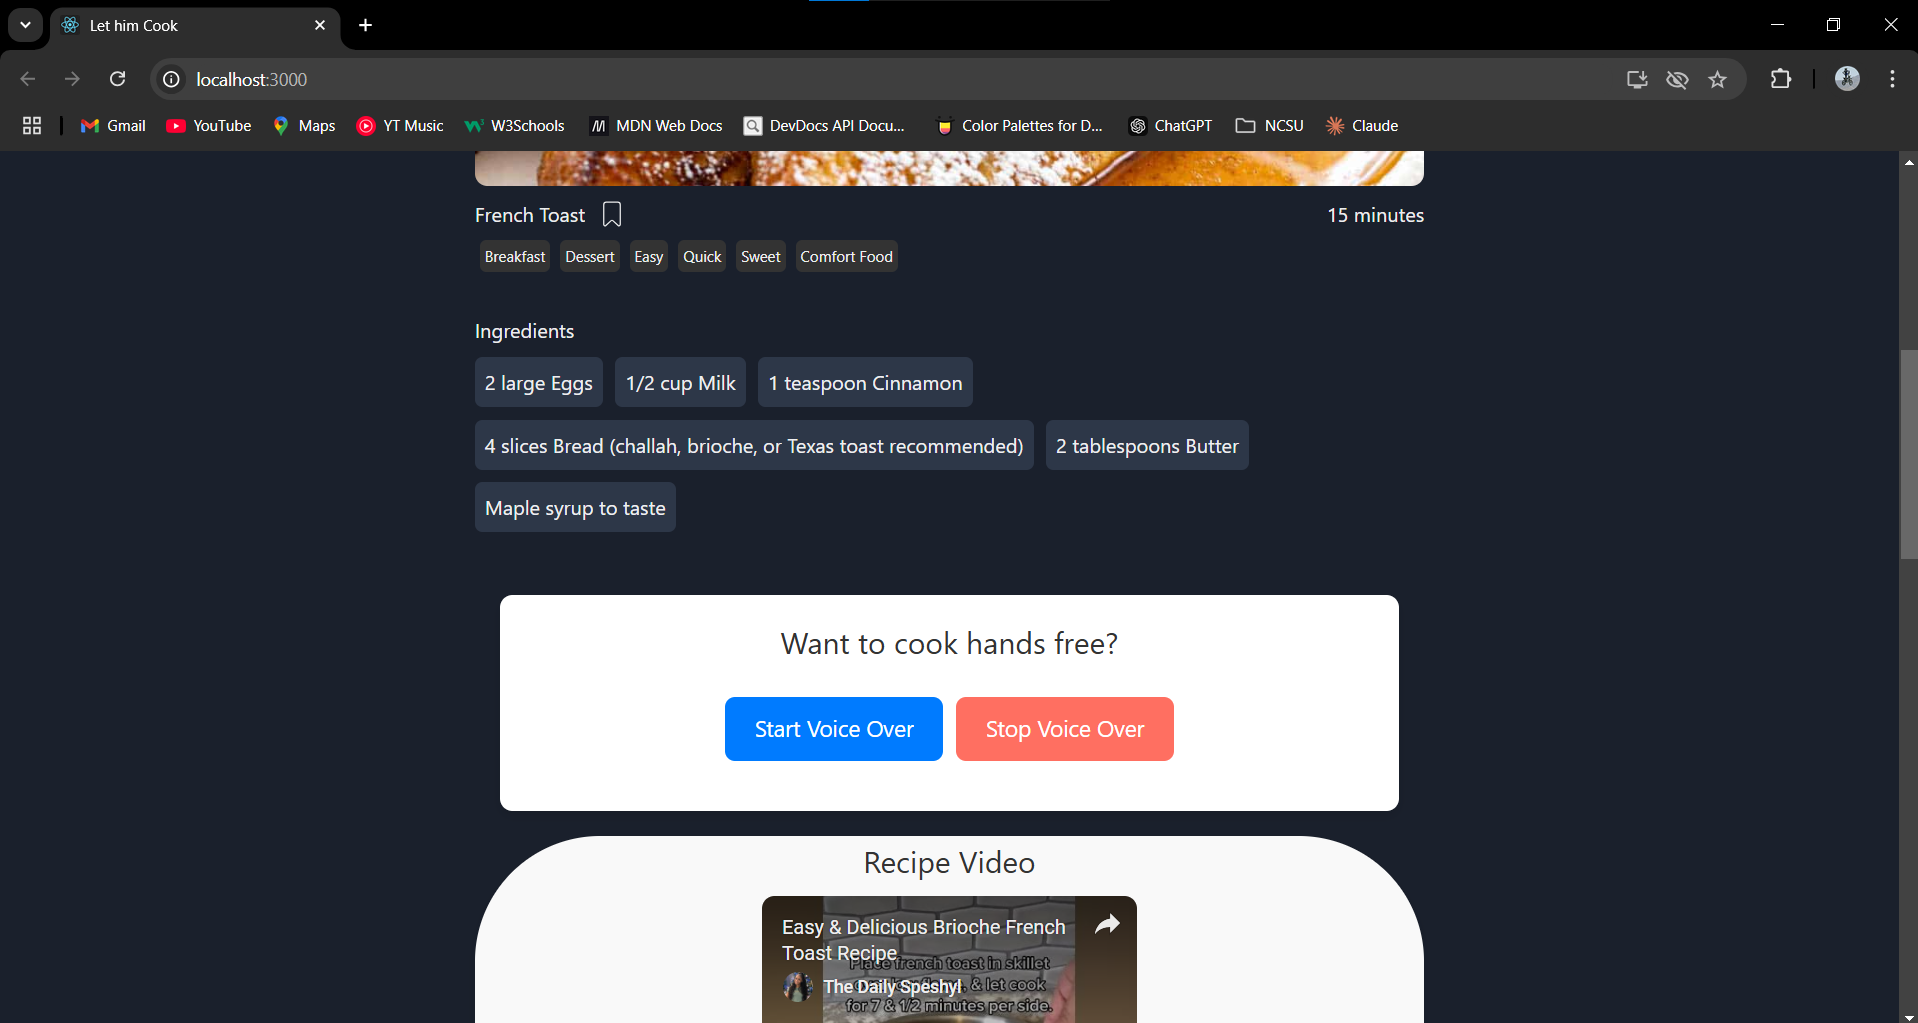 Let him Cook
localhost:3000
Gmail YouTube Maps YT Music W3Schools MDN Web Docs DevDocs API Docu... Color Palettes for D... ChatGPT NCSU Claude
French Toast 15 minutes
Breakfast Dessert Easy Quick Sweet Comfort Food
Ingredients
2 large Eggs 1/2 cup Milk 1 teaspoon Cinnamon
4 slices Bread (challah, brioche, or Texas toast recommended) 2 tablespoons Butter
Maple syrup to taste
Want to cook hands free?
Start Voice Over Stop Voice Over
Recipe Video
Easy & Delicious Brioche French
Toast Recipe
Place french toast in skillet
The Daily Speshyl
& let cook
for 7 & 1/2 minutes per side.